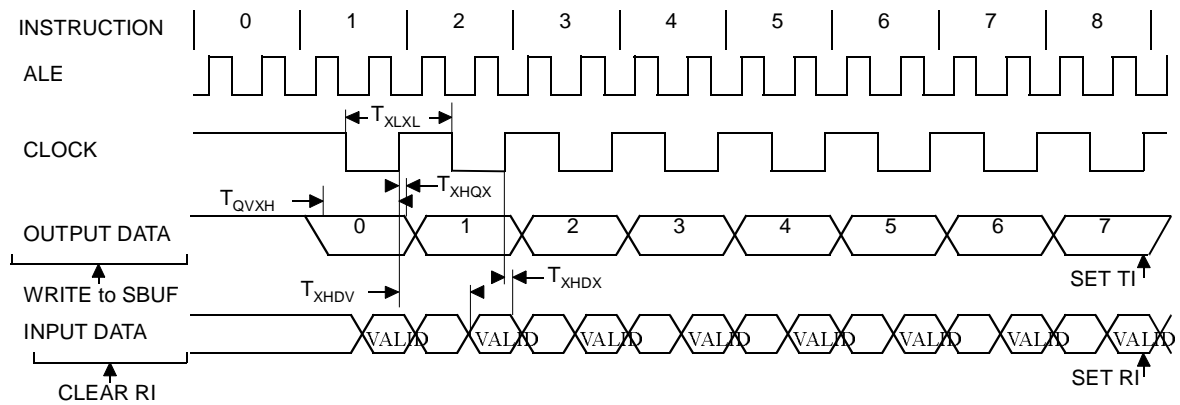 INSTRUCTION 0 1 2 3 4 5 6 7 8
ALE
TXLXL
CLOCK
TXHQX
TQVXH
OUTPUT DATA 0 1 2 3 4 5 6 7
TXHDX
SET TI
WRITE to SBUF
TXHDV
INPUT DATA VALID VALID VALID VALID VALID VALID VALID VALID
SET RI
CLEAR RI